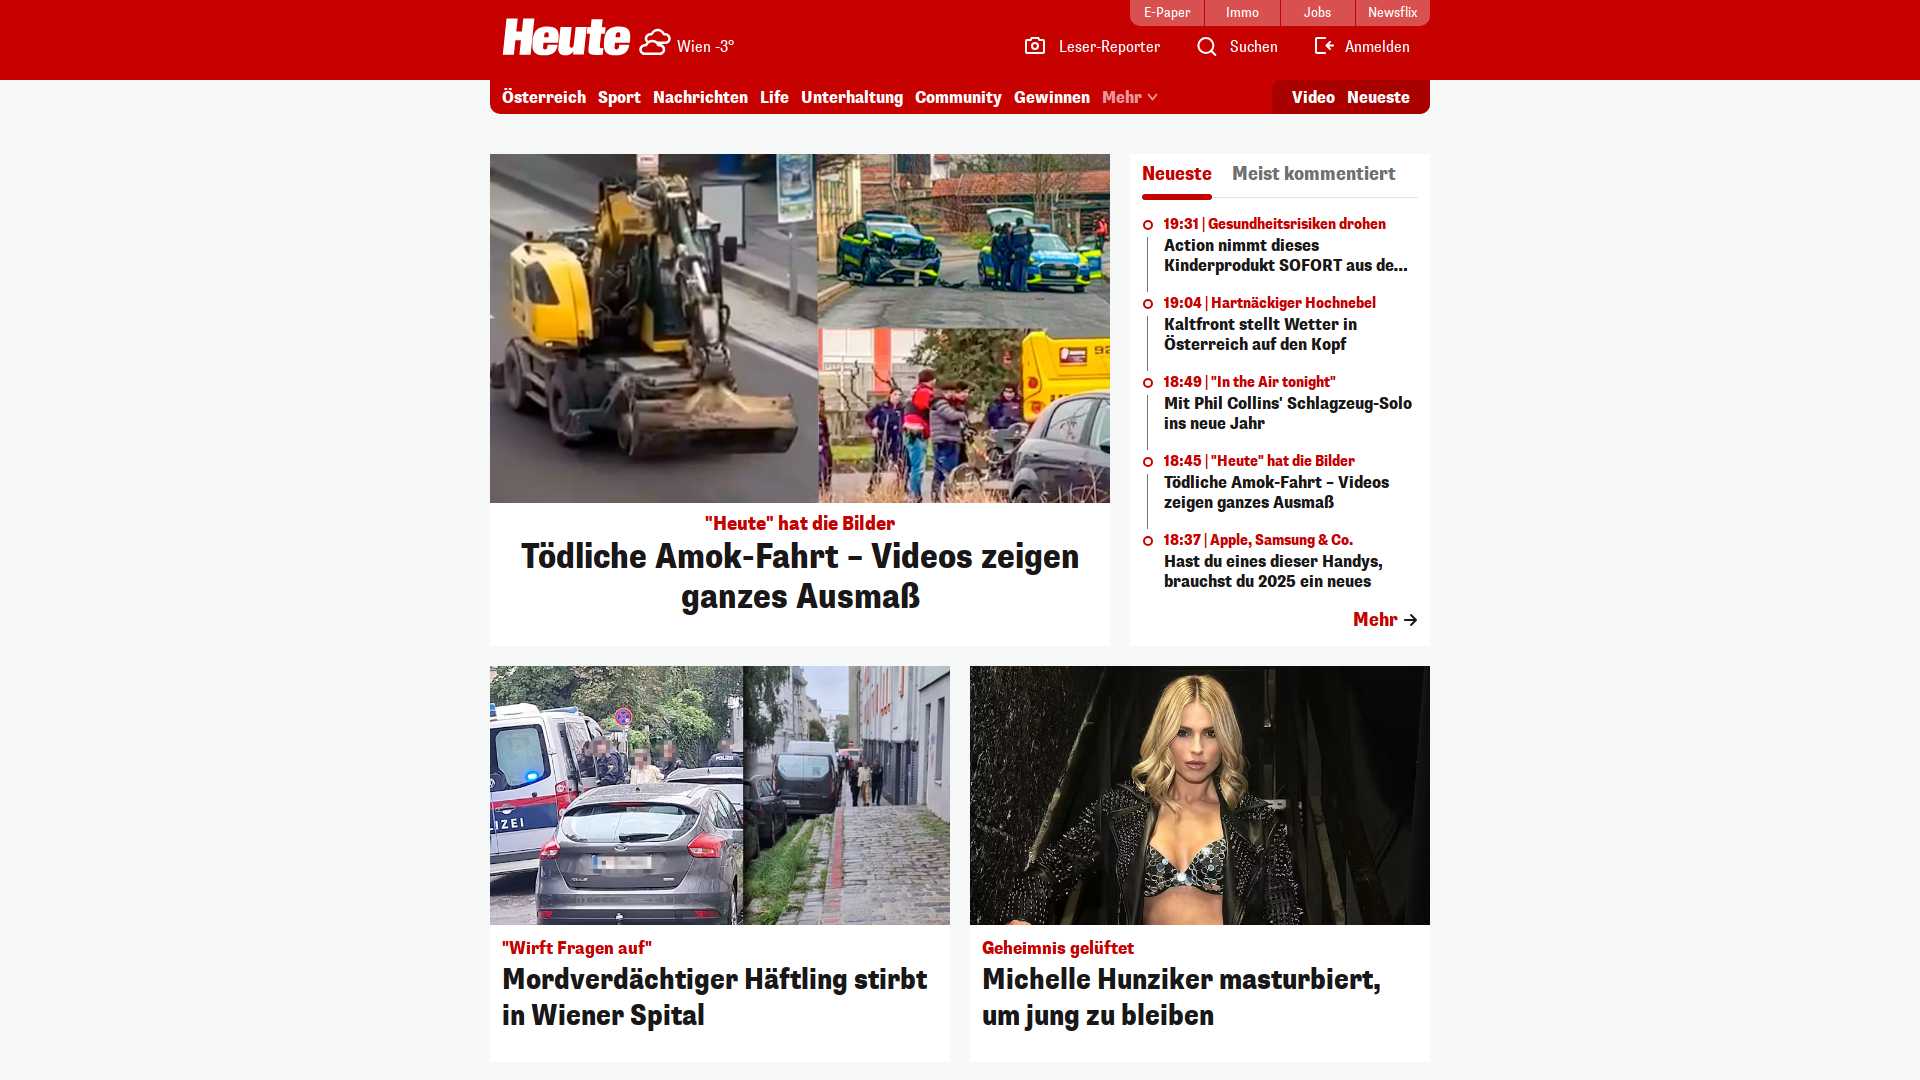 E-Paper
Immo
Jobs
Newsflix
Heute
Wien -3°
Leser-Reporter
Suchen
Anmelden
Österreich
Sport
Nachrichten
Life
Unterhaltung
Community
Gewinnen
Mehr
Video
Neueste
"Heute" hat die Bilder
Tödliche Amok-Fahrt – Videos zeigen
ganzes Ausmaß
Neueste
Meist kommentiert
19:31 | Gesundheitsrisiken drohen
Action nimmt dieses
Kinderprodukt SOFORT aus de...
19:04 | Hartnäckiger Hochnebel
Kaltfront stellt Wetter in
Österreich auf den Kopf
18:49 | "In the Air tonight"
Mit Phil Collins' Schlagzeug-Solo
ins neue Jahr
18:45 | "Heute" hat die Bilder
Tödliche Amok-Fahrt – Videos
zeigen ganzes Ausmaß
18:37 | Apple, Samsung & Co.
Hast du eines dieser Handys,
brauchst du 2025 ein neues
Mehr
POLIZEI
LIZEI
"Wirft Fragen auf"
Mordverdächtiger Häftling stirbt
in Wiener Spital
Geheimnis gelüftet
Michelle Hunziker masturbiert,
um jung zu bleiben